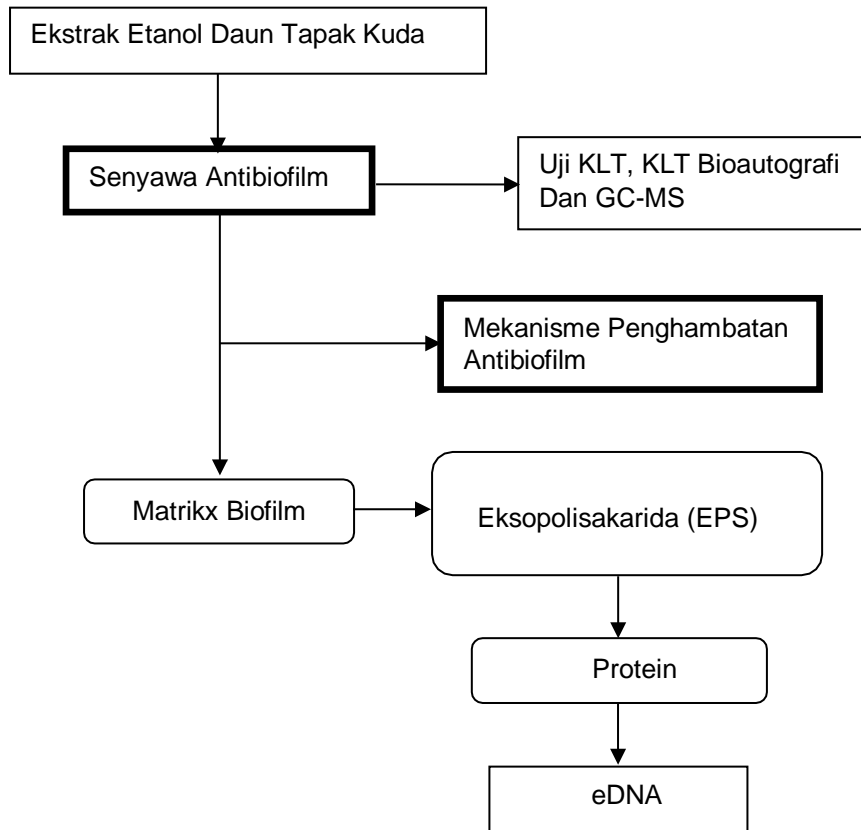 Ekstrak Etanol Daun Tapak Kuda
Senyawa Antibiofilm
Uji KLT, KLT Bioautografi
Dan GC-MS
Mekanisme Penghambatan
Antibiofilm
Matrikx Biofilm
Eksopolisakarida (EPS)
Protein
eDNA